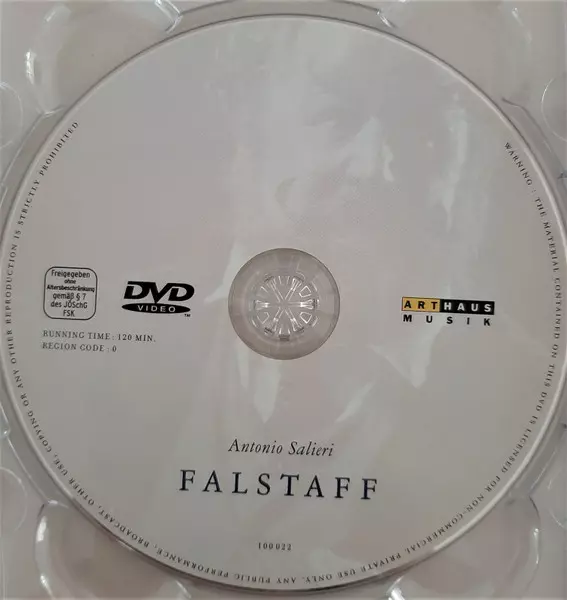 Freigegeben
ohne
Altersbeschränkung
gemäß § 7
des JÖSchG
FSK
DVD
VIDEO
TM
RUNNING TIME : 120 MIN.
REGION CODE : 0
ARTHAUS
MUSIK
Antonio Salieri
FALSTAFF
100 022
WARNING : THE MATERIAL CONTAINED ON THIS DVD IS LICENSED FOR NON-COMMERCIAL PRIVATE USE ONLY. ANY PUBLIC PERFORMANCE, BROADCAST, OTHER USE, COPYING OR ANY OTHER REPRODUCTION IS STRICTLY PROHIBITED